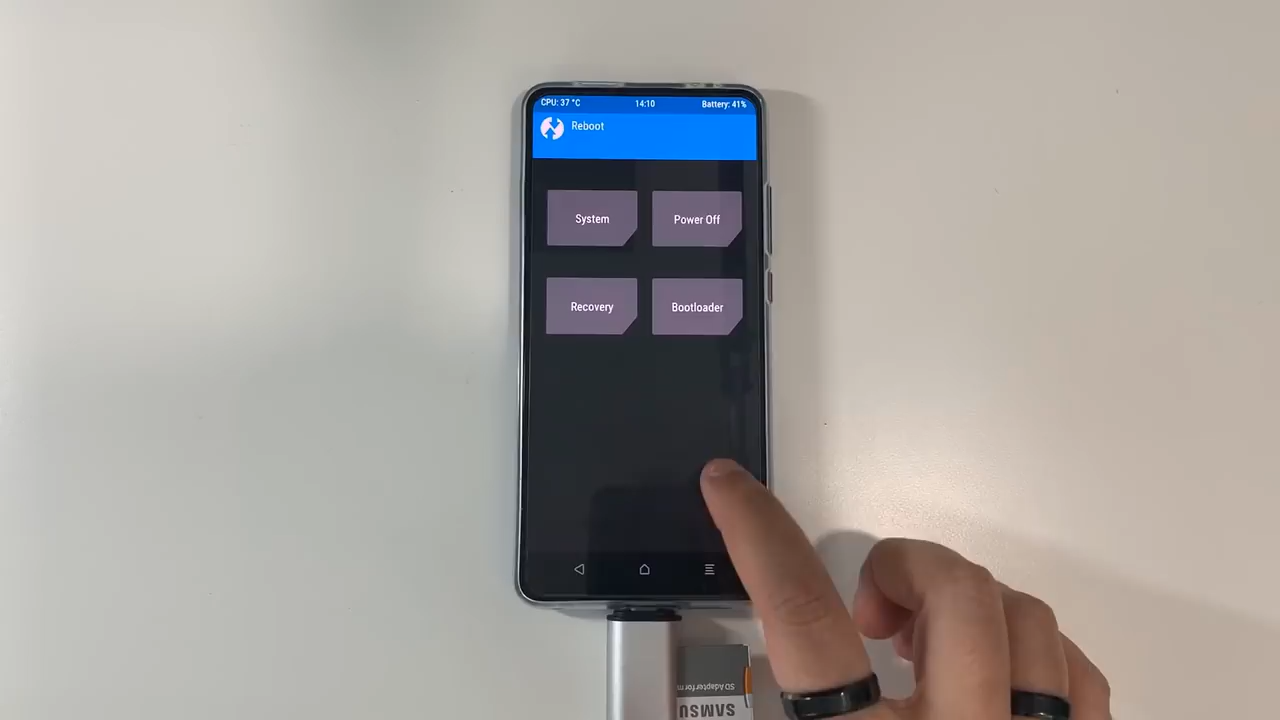 CPU: 37 °C 14:10 Battery: 41%
Reboot
System Power Off
Recovery Bootloader
SD Adapter for m
SAMSU